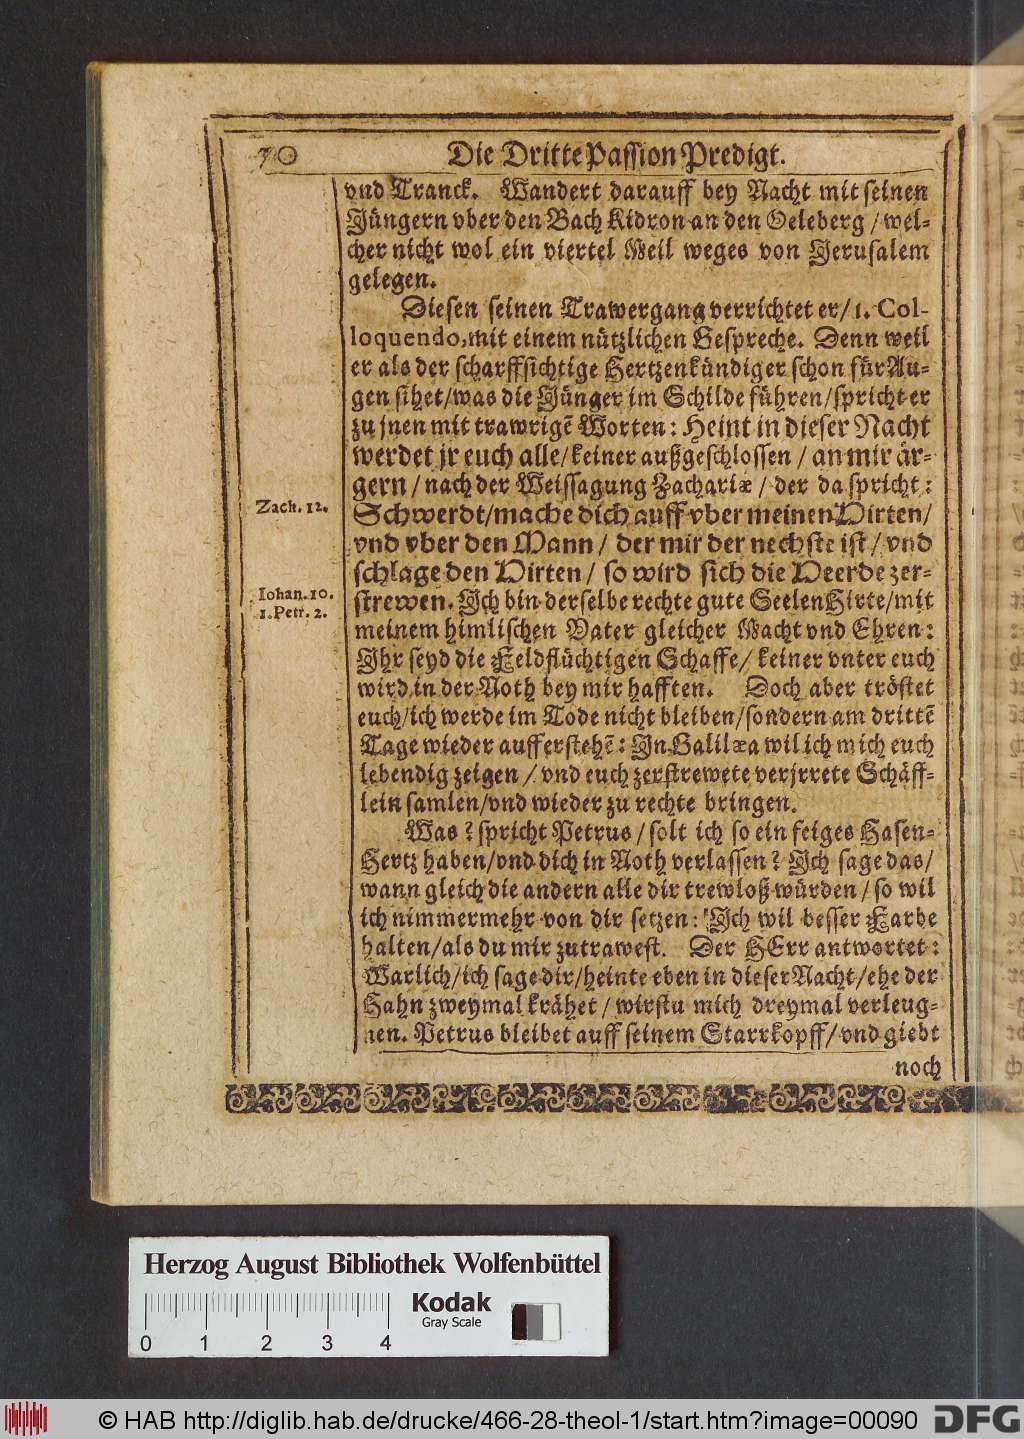 70
Die Dritte Passion Predigt.
vnd Tranck. Wandert darauff bey Nacht mit seinen
Jüngern vber den Bach Kidron an den Oeleberg / wel-
cher nicht wol ein viertel Meil weges von Jerusalem
gelegen.
Diesen seinen Trawergang verrichtet er / 1. Col-
loquendo, mit einem nützlichen Gespreche. Denn weil
er als der scharffsichtige Hertzenkündiger schon für Au-
gen sihet / was die Jünger im Schilde führen / spricht er
zu jnen mit trawrigẽ Worten: Heint in dieser Nacht
werdet jr euch alle / keiner außgeschlossen / an mir är-
gern / nach der Weissagung Zachariæ / der da spricht:
Zach. 12.
Schwerdt / mache dich auff vber meinen Hirten /
vnd vber den Mann / der mir der nechste ist / vnd
schlage den Hirten / so wird sich die Heerde zer-
Iohan. 10.
1. Petr. 2.
strewen. Ich bin derselbe rechte gute SeelenHirte / mit
meinem himlischen Vater gleicher Macht vnd Ehren:
Ihr seyd die Feldflüchtigen Schaffe / keiner vnter euch
wird in der Noth bey mir hafften. Doch aber tröstet
euch / ich werde im Tode nicht bleiben / sondern am drittẽ
Tage wieder aufferstehẽ: In Galilæa wil ich mich euch
lebendig zeigen / vnd euch zerstrewete verjrrete Schäff-
lein samlen / vnd wieder zu rechte bringen.
Was? spricht Petrus / solt ich so ein feiges Hasen-
Hertz haben / vnd dich in Noth verlassen? Ich sage das /
wann gleich die andern alle dir trewloß würden / so wil
ich nimmermehr von dir setzen: Ich wil besser Farbe
halten / als du mir zutrawest. Der HErr antwortet:
Warlich / ich sage dir / heinte eben in dieser Nacht / ehe der
Hahn zweymal krähet / wirstu mich dreymal verleug-
nen. Petrus bleibet auff seinem Starrkopff / vnd giebt
noch
Herzog August Bibliothek Wolfenbüttel
Kodak
Gray Scale
0 1 2 3 4
© HAB http://diglib.hab.de/drucke/466-28-theol-1/start.htm?image=00090
DFG